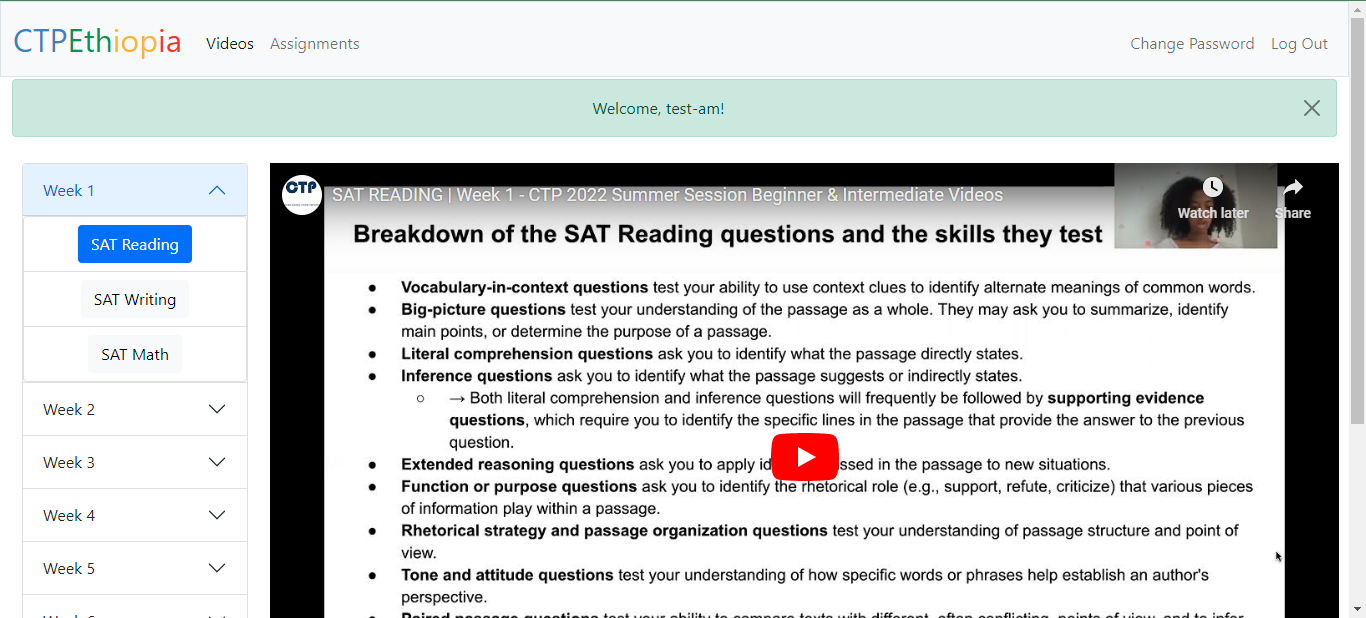 CTPEthiopia Videos Assignments Change Password Log Out
Welcome, test-am!
Week 1
SAT Reading
SAT Writing
SAT Math
Week 2
Week 3
Week 4
Week 5
CTP SAT READING | Week 1 - CTP 2022 Summer Session Beginner & Intermediate Videos
Watch later Share
Breakdown of the SAT Reading questions and the skills they test
● Vocabulary-in-context questions test your ability to use context clues to identify alternate meanings of common words.
● Big-picture questions test your understanding of the passage as a whole. They may ask you to summarize, identify
main points, or determine the purpose of a passage.
● Literal comprehension questions ask you to identify what the passage directly states.
● Inference questions ask you to identify what the passage suggests or indirectly states.
○ → Both literal comprehension and inference questions will frequently be followed by supporting evidence
questions, which require you to identify the specific lines in the passage that provide the answer to the previous
question.
● Extended reasoning questions ask you to apply in the passage to new situations.
● Function or purpose questions ask you to identify the rhetorical role (e.g., support, refute, criticize) that various pieces
of information play within a passage.
● Rhetorical strategy and passage organization questions test your understanding of passage structure and point of
view.
● Tone and attitude questions test your understanding of how specific words or phrases help establish an author's
perspective.